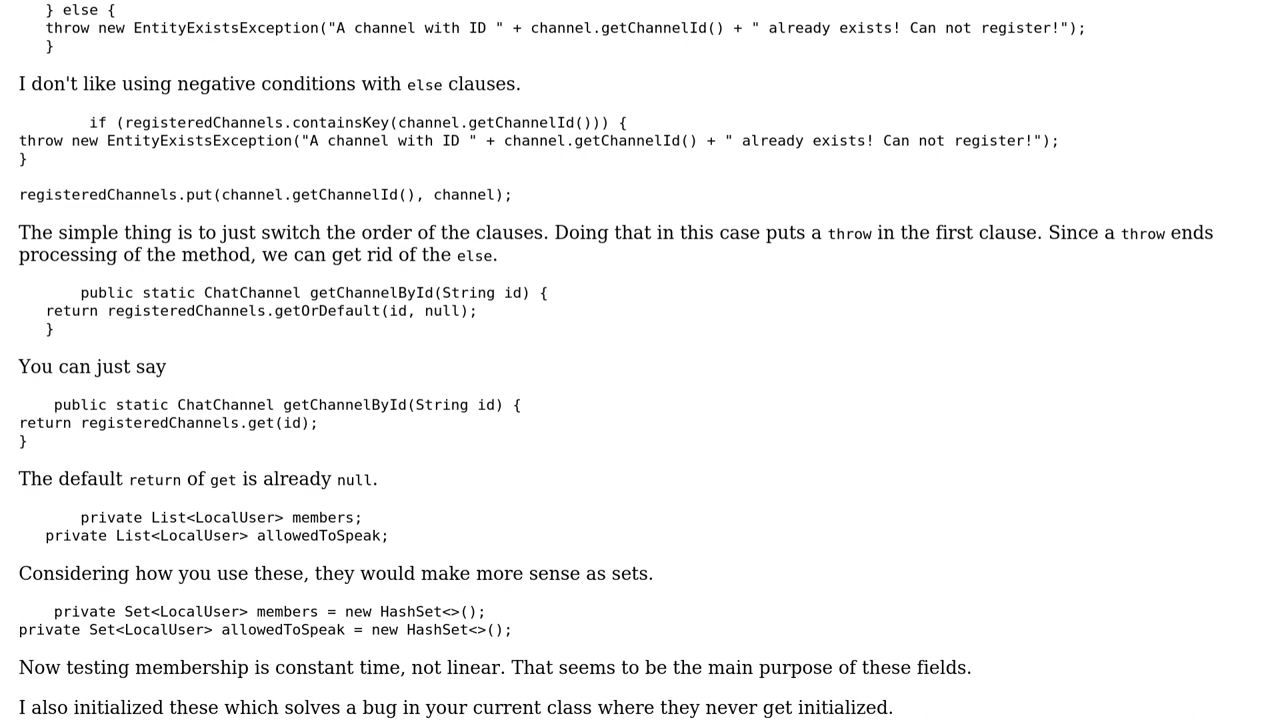 } else {
throw new EntityExistsException("A channel with ID " + channel.getChannelId() + " already exists! Can not register!");
}
I don't like using negative conditions with else clauses.
if (registeredChannels.containsKey(channel.getChannelId())) {
throw new EntityExistsException("A channel with ID " + channel.getChannelId() + " already exists! Can not register!");
}
registeredChannels.put(channel.getChannelId(), channel);
The simple thing is to just switch the order of the clauses. Doing that in this case puts a throw in the first clause. Since a throw ends
processing of the method, we can get rid of the else.
public static ChatChannel getChannelById(String id) {
return registeredChannels.getOrDefault(id, null);
}
You can just say
public static ChatChannel getChannelById(String id) {
return registeredChannels.get(id);
}
The default return of get is already null.
private List<LocalUser> members;
private List<LocalUser> allowedToSpeak;
Considering how you use these, they would make more sense as sets.
private Set<LocalUser> members = new HashSet<>();
private Set<LocalUser> allowedToSpeak = new HashSet<>();
Now testing membership is constant time, not linear. That seems to be the main purpose of these fields.
I also initialized these which solves a bug in your current class where they never get initialized.